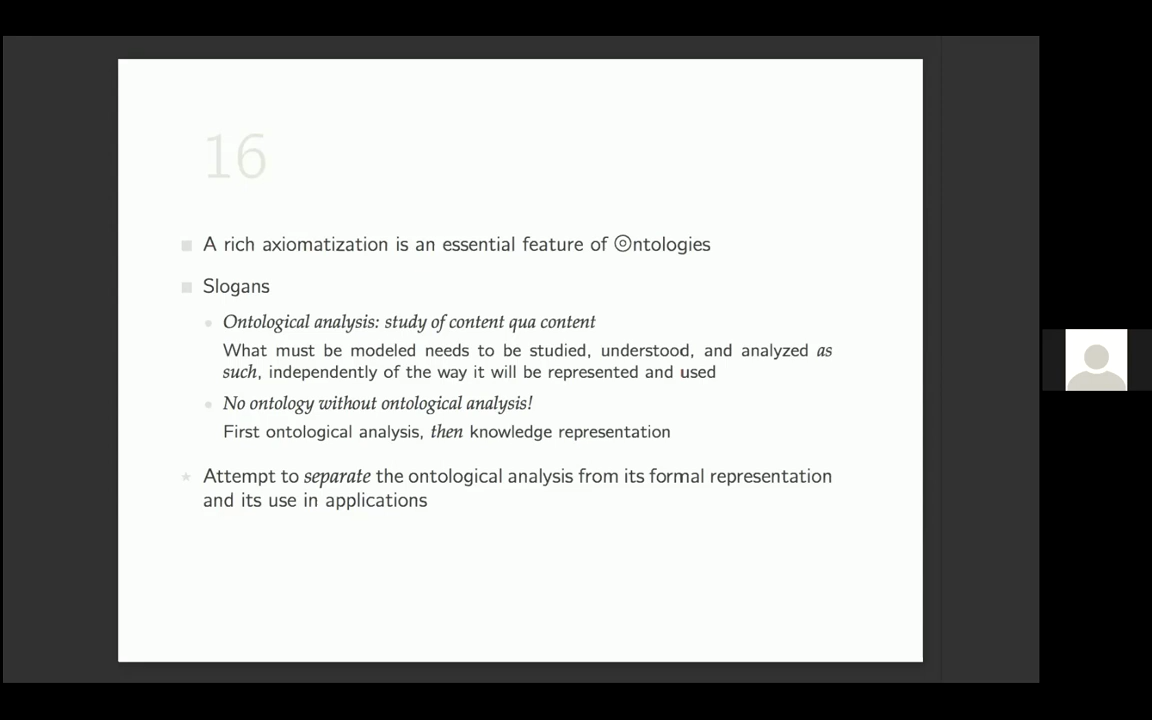 16
A rich axiomatization is an essential feature of ⦾ntologies
Slogans
Ontological analysis: study of content qua content
What must be modeled needs to be studied, understood, and analyzed as
such, independently of the way it will be represented and used
No ontology without ontological analysis!
First ontological analysis, then knowledge representation
Attempt to separate the ontological analysis from its formal representation
and its use in applications